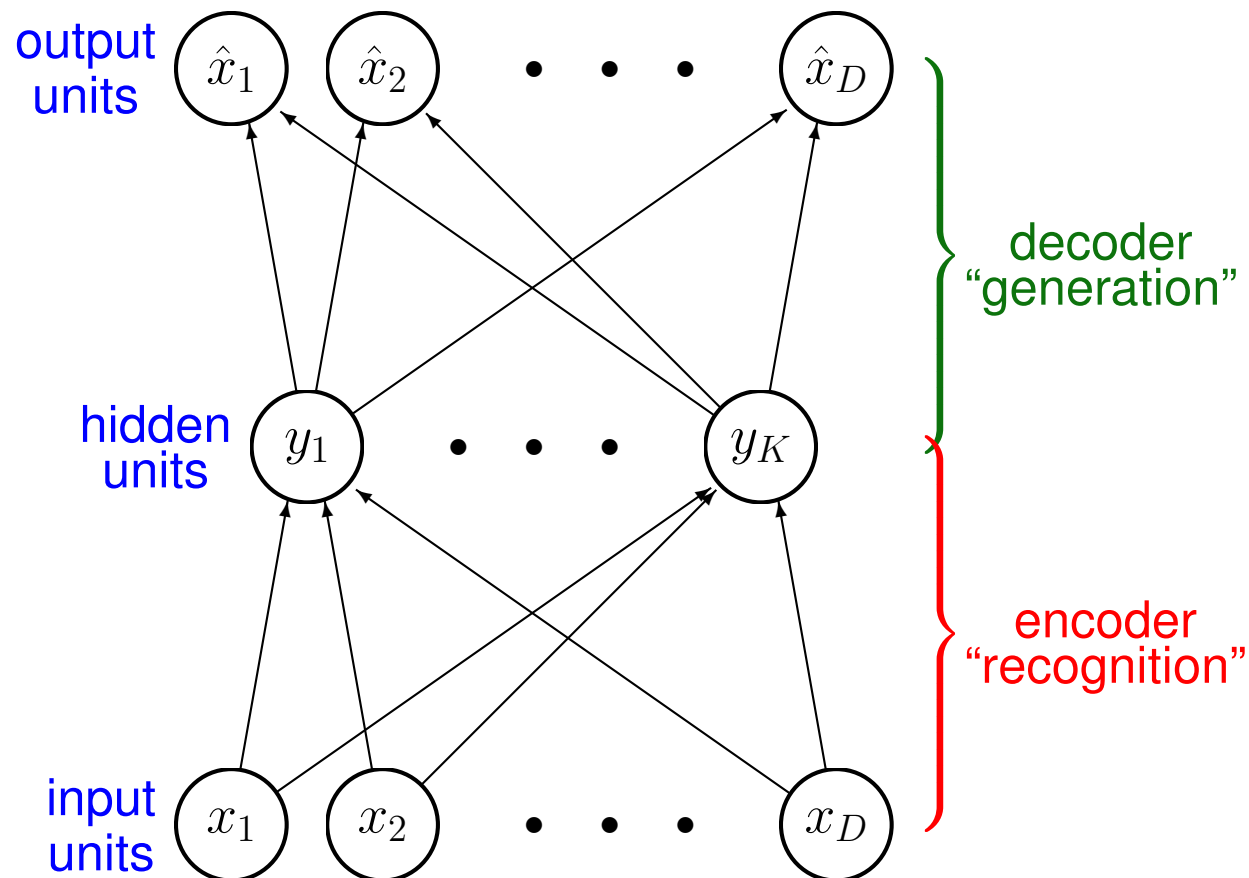 output
units
x̂₁ x̂₂ • • • x̂_D
decoder
“generation”
hidden
units
y₁ • • • y_K
encoder
“recognition”
input
units
x₁ x₂ • • • x_D